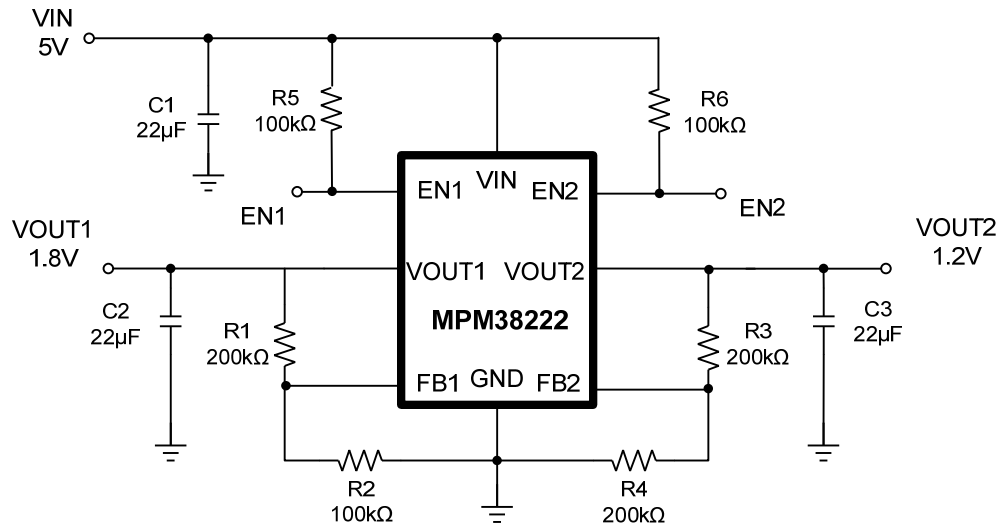 VIN
5V
C1
22µF
R5
100kΩ
R6
100kΩ
EN1
VIN
EN2
EN1
EN2
VOUT1
1.8V
VOUT2
1.2V
VOUT1
VOUT2
MPM38222
C2
22µF
R1
200kΩ
R3
200kΩ
C3
22µF
FB1
GND
FB2
R2
100kΩ
R4
200kΩ